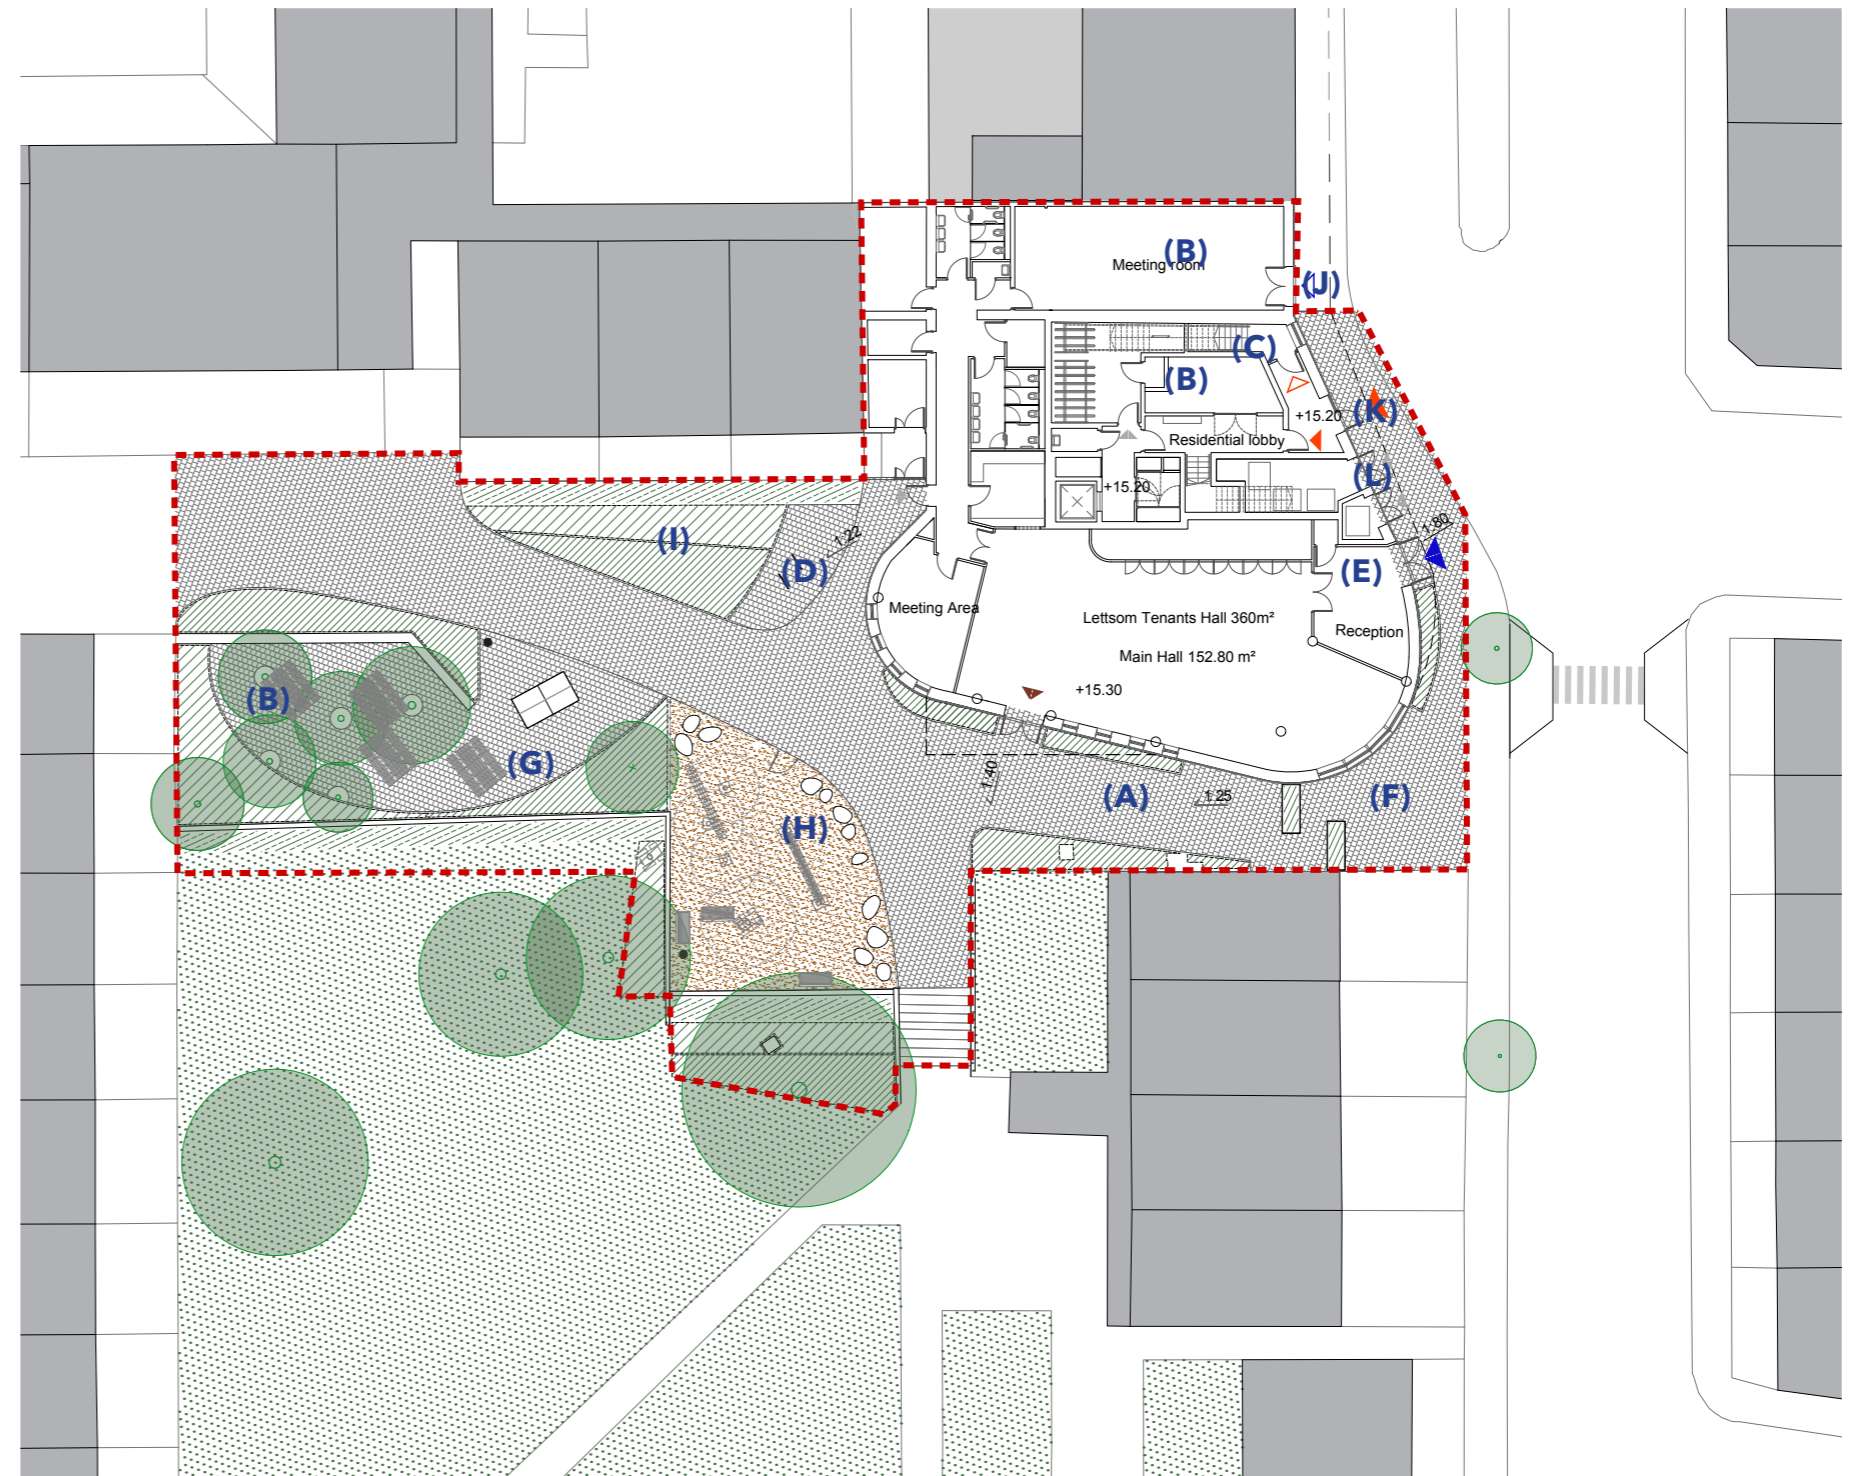 (B)
Meeting room
(J)
(C)
(B)
+15.20
(K)
Residential lobby
(L)
+15.20
1:80
1:22
(I)
(D)
(E)
Meeting Area
Lettsom Tenants Hall 360m²
Reception
Main Hall 152.80 m²
+15.30
(B)
(G)
1:40
(A)
1:25
(F)
(H)